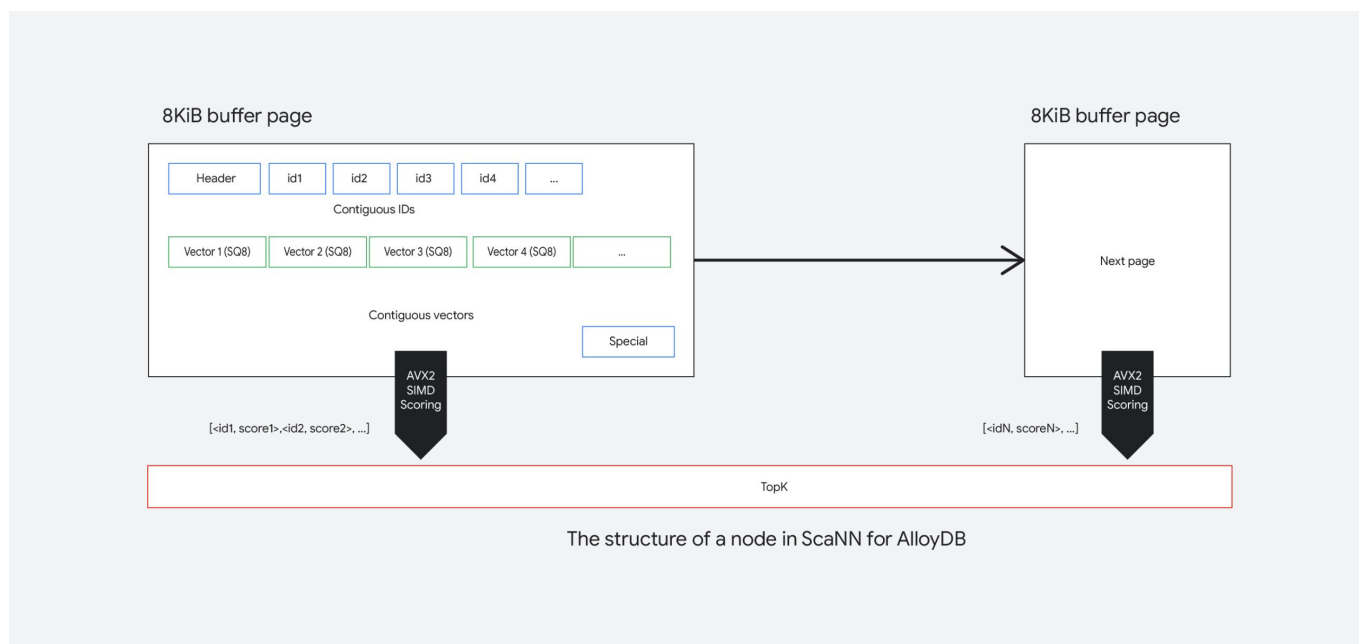 8KiB buffer page
8KiB buffer page
Header
id1
id2
id3
id4
...
Contiguous IDs
Vector 1 (SQ8)
Vector 2 (SQ8)
Vector 3 (SQ8)
Vector 4 (SQ8)
...
Next page
Contiguous vectors
Special
AVX2
SIMD
Scoring
[<id1, score1>,<id2, score2>, ...]
AVX2
SIMD
Scoring
[<idN, scoreN>, ...]
TopK
The structure of a node in ScaNN for AlloyDB